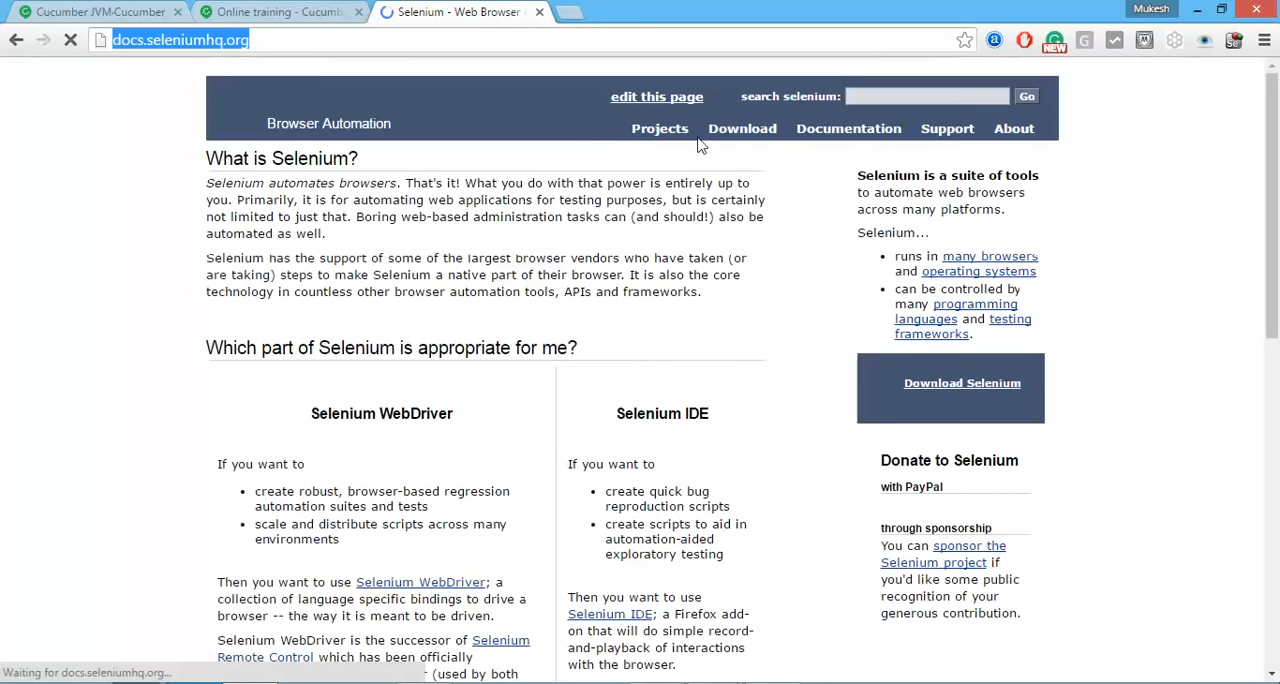 Cucumber JVM-Cucumber
Online training - Cucumb
Selenium - Web Browser
Mukesh
docs.seleniumhq.org
NEW
edit this page
search selenium:
Go
Browser Automation
Projects Download Documentation Support About
What is Selenium?
Selenium automates browsers. That's it! What you do with that power is entirely up to
you. Primarily, it is for automating web applications for testing purposes, but is certainly
not limited to just that. Boring web-based administration tasks can (and should!) also be
automated as well.
Selenium has the support of some of the largest browser vendors who have taken (or
are taking) steps to make Selenium a native part of their browser. It is also the core
technology in countless other browser automation tools, APIs and frameworks.
Which part of Selenium is appropriate for me?
Selenium WebDriver
If you want to
create robust, browser-based regression
automation suites and tests
scale and distribute scripts across many
environments
Then you want to use Selenium WebDriver; a
collection of language specific bindings to drive a
browser -- the way it is meant to be driven.
Selenium WebDriver is the successor of Selenium
Remote Control which has been officially
(used by both
Selenium IDE
If you want to
create quick bug
reproduction scripts
create scripts to aid in
automation-aided
exploratory testing
Then you want to use
Selenium IDE; a Firefox add-
on that will do simple record-
and-playback of interactions
with the browser.
Selenium is a suite of tools
to automate web browsers
across many platforms.
Selenium...
runs in many browsers
and operating systems
can be controlled by
many programming
languages and testing
frameworks.
Download Selenium
Donate to Selenium
with PayPal
through sponsorship
You can sponsor the
Selenium project if
you'd like some public
recognition of your
generous contribution.
Waiting for docs.seleniumhq.org...